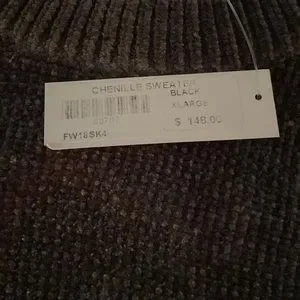 CHENILLE SWEATER
BLACK
XLARGE
$ 148.00
FW18SK4